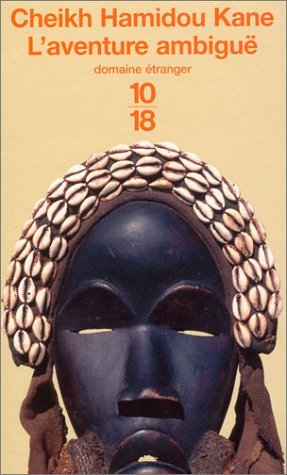 Cheikh Hamidou Kane
L'aventure ambiguë
domaine étranger
10
18